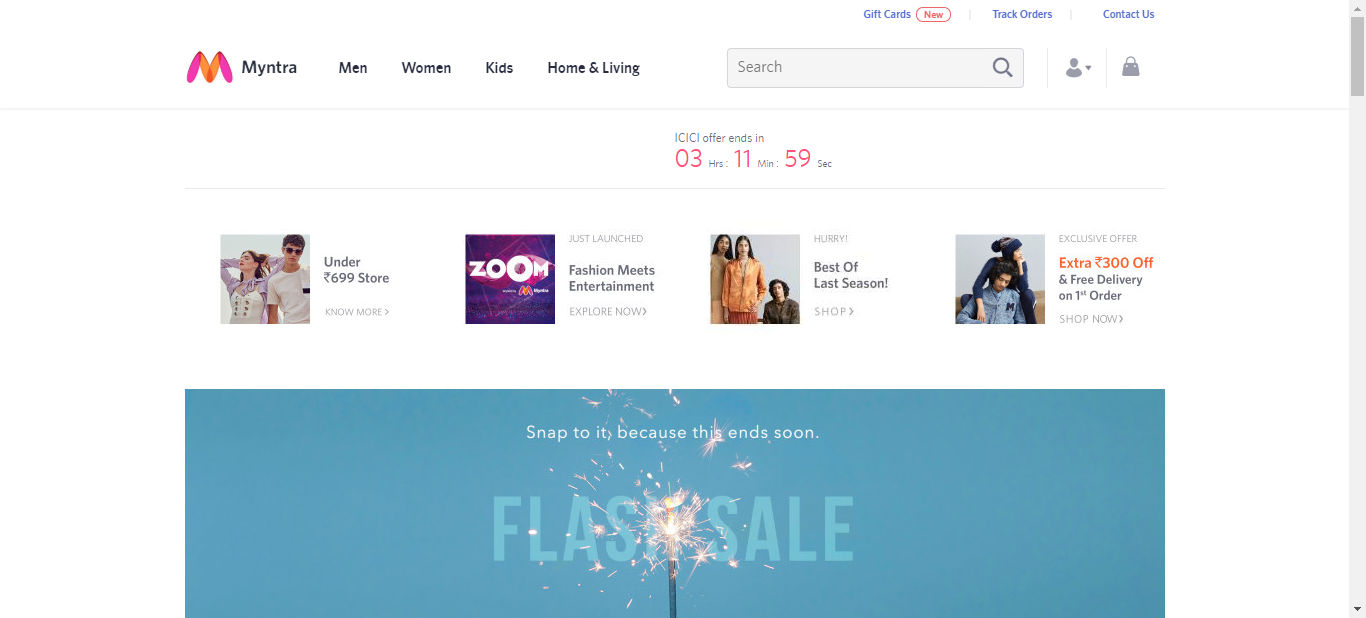 Gift Cards New | Track Orders | Contact Us
Myntra Men Women Kids Home & Living Search
ICICI offer ends in
03 Hrs : 11 Min : 59 Sec
Under
₹699 Store
KNOW MORE >
JUST LAUNCHED
ZOOM
Myntra
Fashion Meets
Entertainment
EXPLORE NOW>
HURRY!
Best Of
Last Season!
SHOP >
EXCLUSIVE OFFER
Extra ₹300 Off
& Free Delivery
on 1st Order
SHOP NOW>
Snap to it, because this ends soon.
FLASH SALE